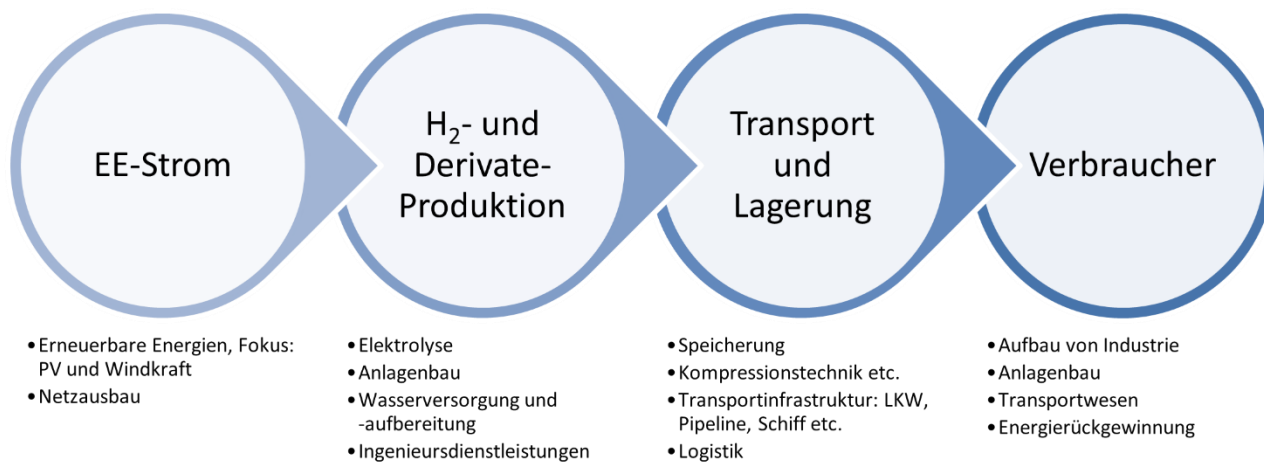 EE-Strom
H₂- und
Derivate-
Produktion
Transport
und
Lagerung
Verbraucher
•Erneuerbare Energien, Fokus:
PV und Windkraft
•Netzausbau
•Elektrolyse
•Anlagenbau
•Wasserversorgung und
-aufbereitung
•Ingenieursdienstleistungen
•Speicherung
•Kompressionstechnik etc.
•Transportinfrastruktur: LKW,
Pipeline, Schiff etc.
•Logistik
•Aufbau von Industrie
•Anlagenbau
•Transportwesen
•Energierückgewinnung